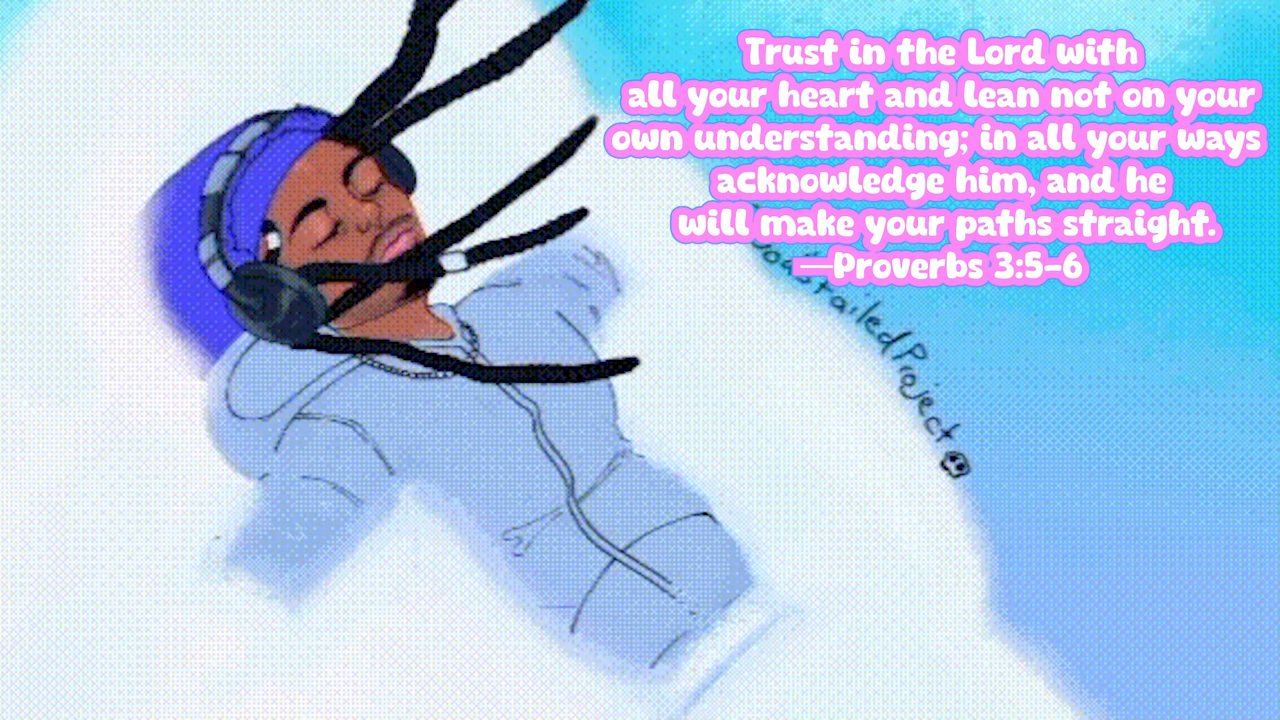 Trust in the Lord with
all your heart and lean not on your
own understanding; in all your ways
acknowledge him, and he
will make your paths straight.
—Proverbs 3:5-6